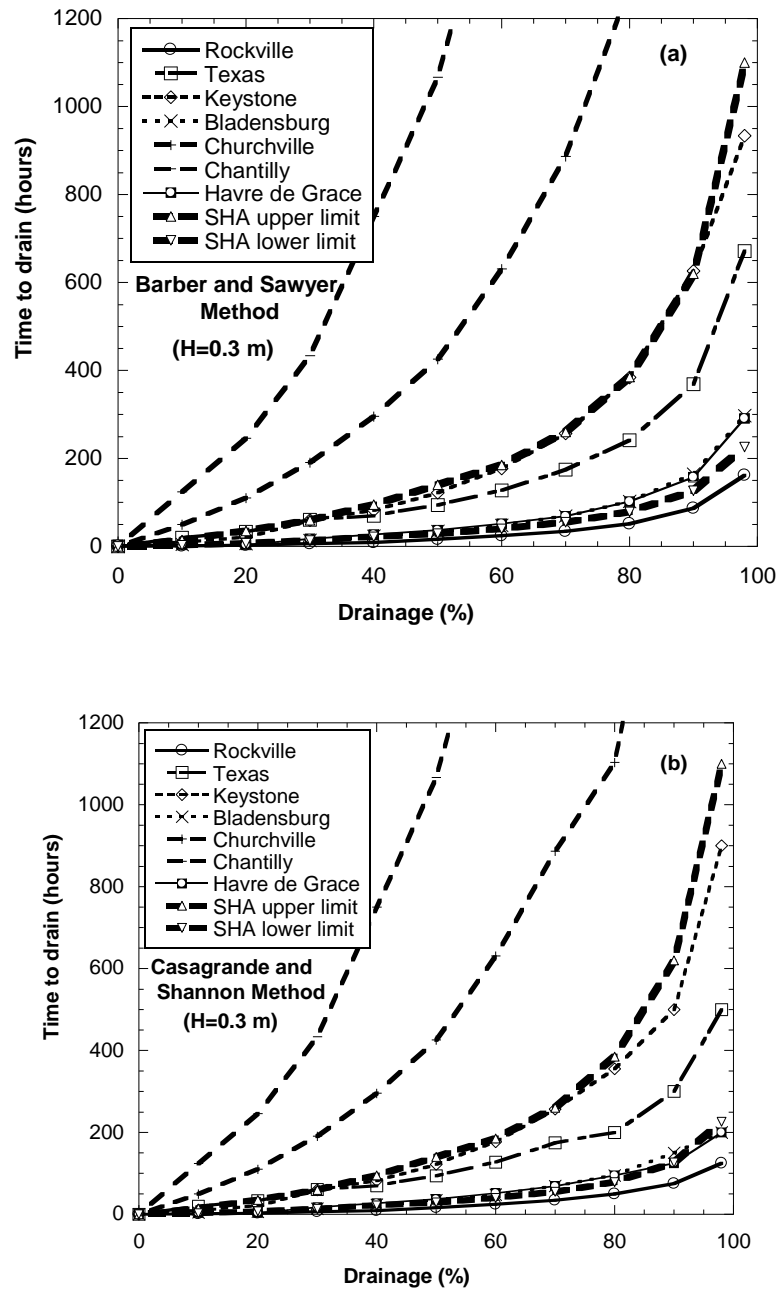 1200
1000
800
600
400
200
0
Time to drain (hours)
Rockville
Texas
Keystone
Bladensburg
Churchville
Chantilly
Havre de Grace
SHA upper limit
SHA lower limit
(a)
Barber and Sawyer
Method
(H=0.3 m)
0 20 40 60 80 100
Drainage (%)
1200
1000
800
600
400
200
0
Time to drain (hours)
Rockville
Texas
Keystone
Bladensburg
Churchville
Chantilly
Havre de Grace
SHA upper limit
SHA lower limit
(b)
Casagrande and
Shannon Method
(H=0.3 m)
0 20 40 60 80 100
Drainage (%)